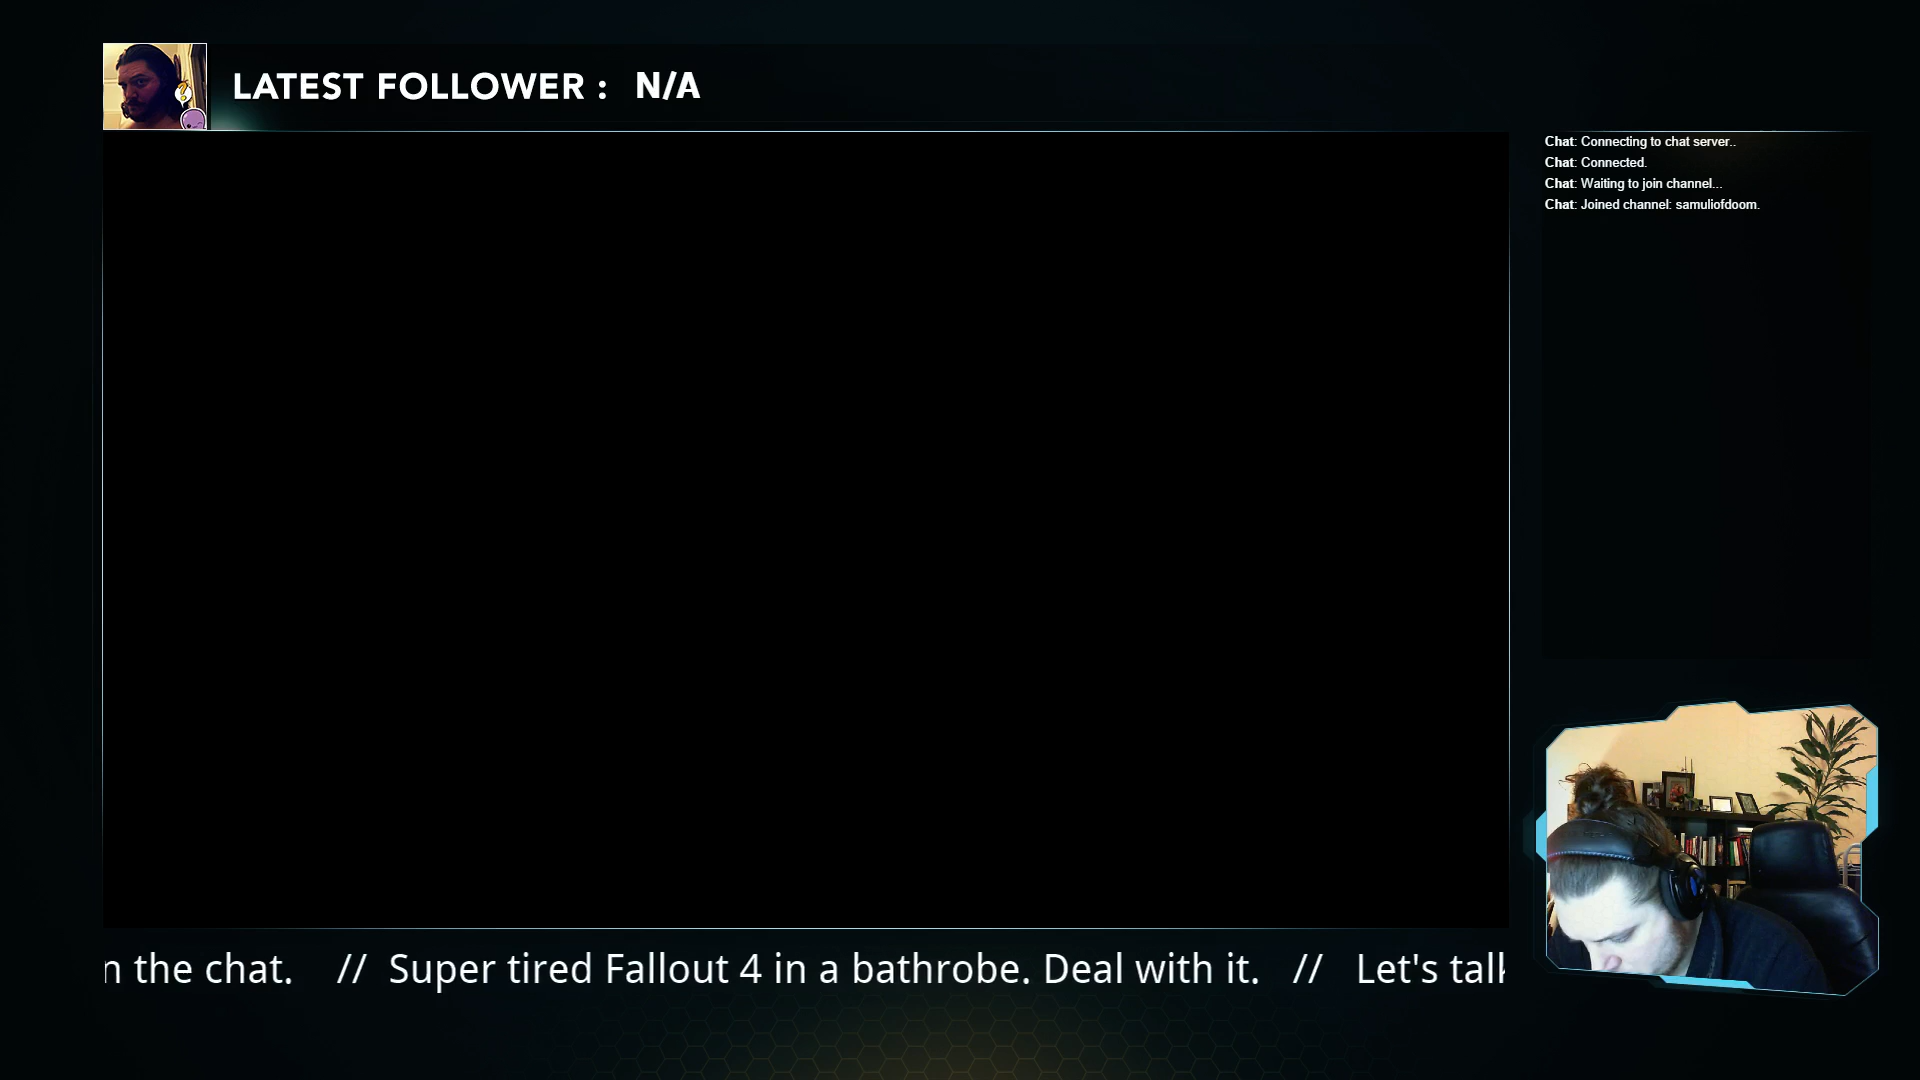 LATEST FOLLOWER : N/A
Chat: Connecting to chat server..
Chat: Connected.
Chat: Waiting to join channel...
Chat: Joined channel: samuliofdoom.
n the chat. // Super tired Fallout 4 in a bathrobe. Deal with it. // Let's talk